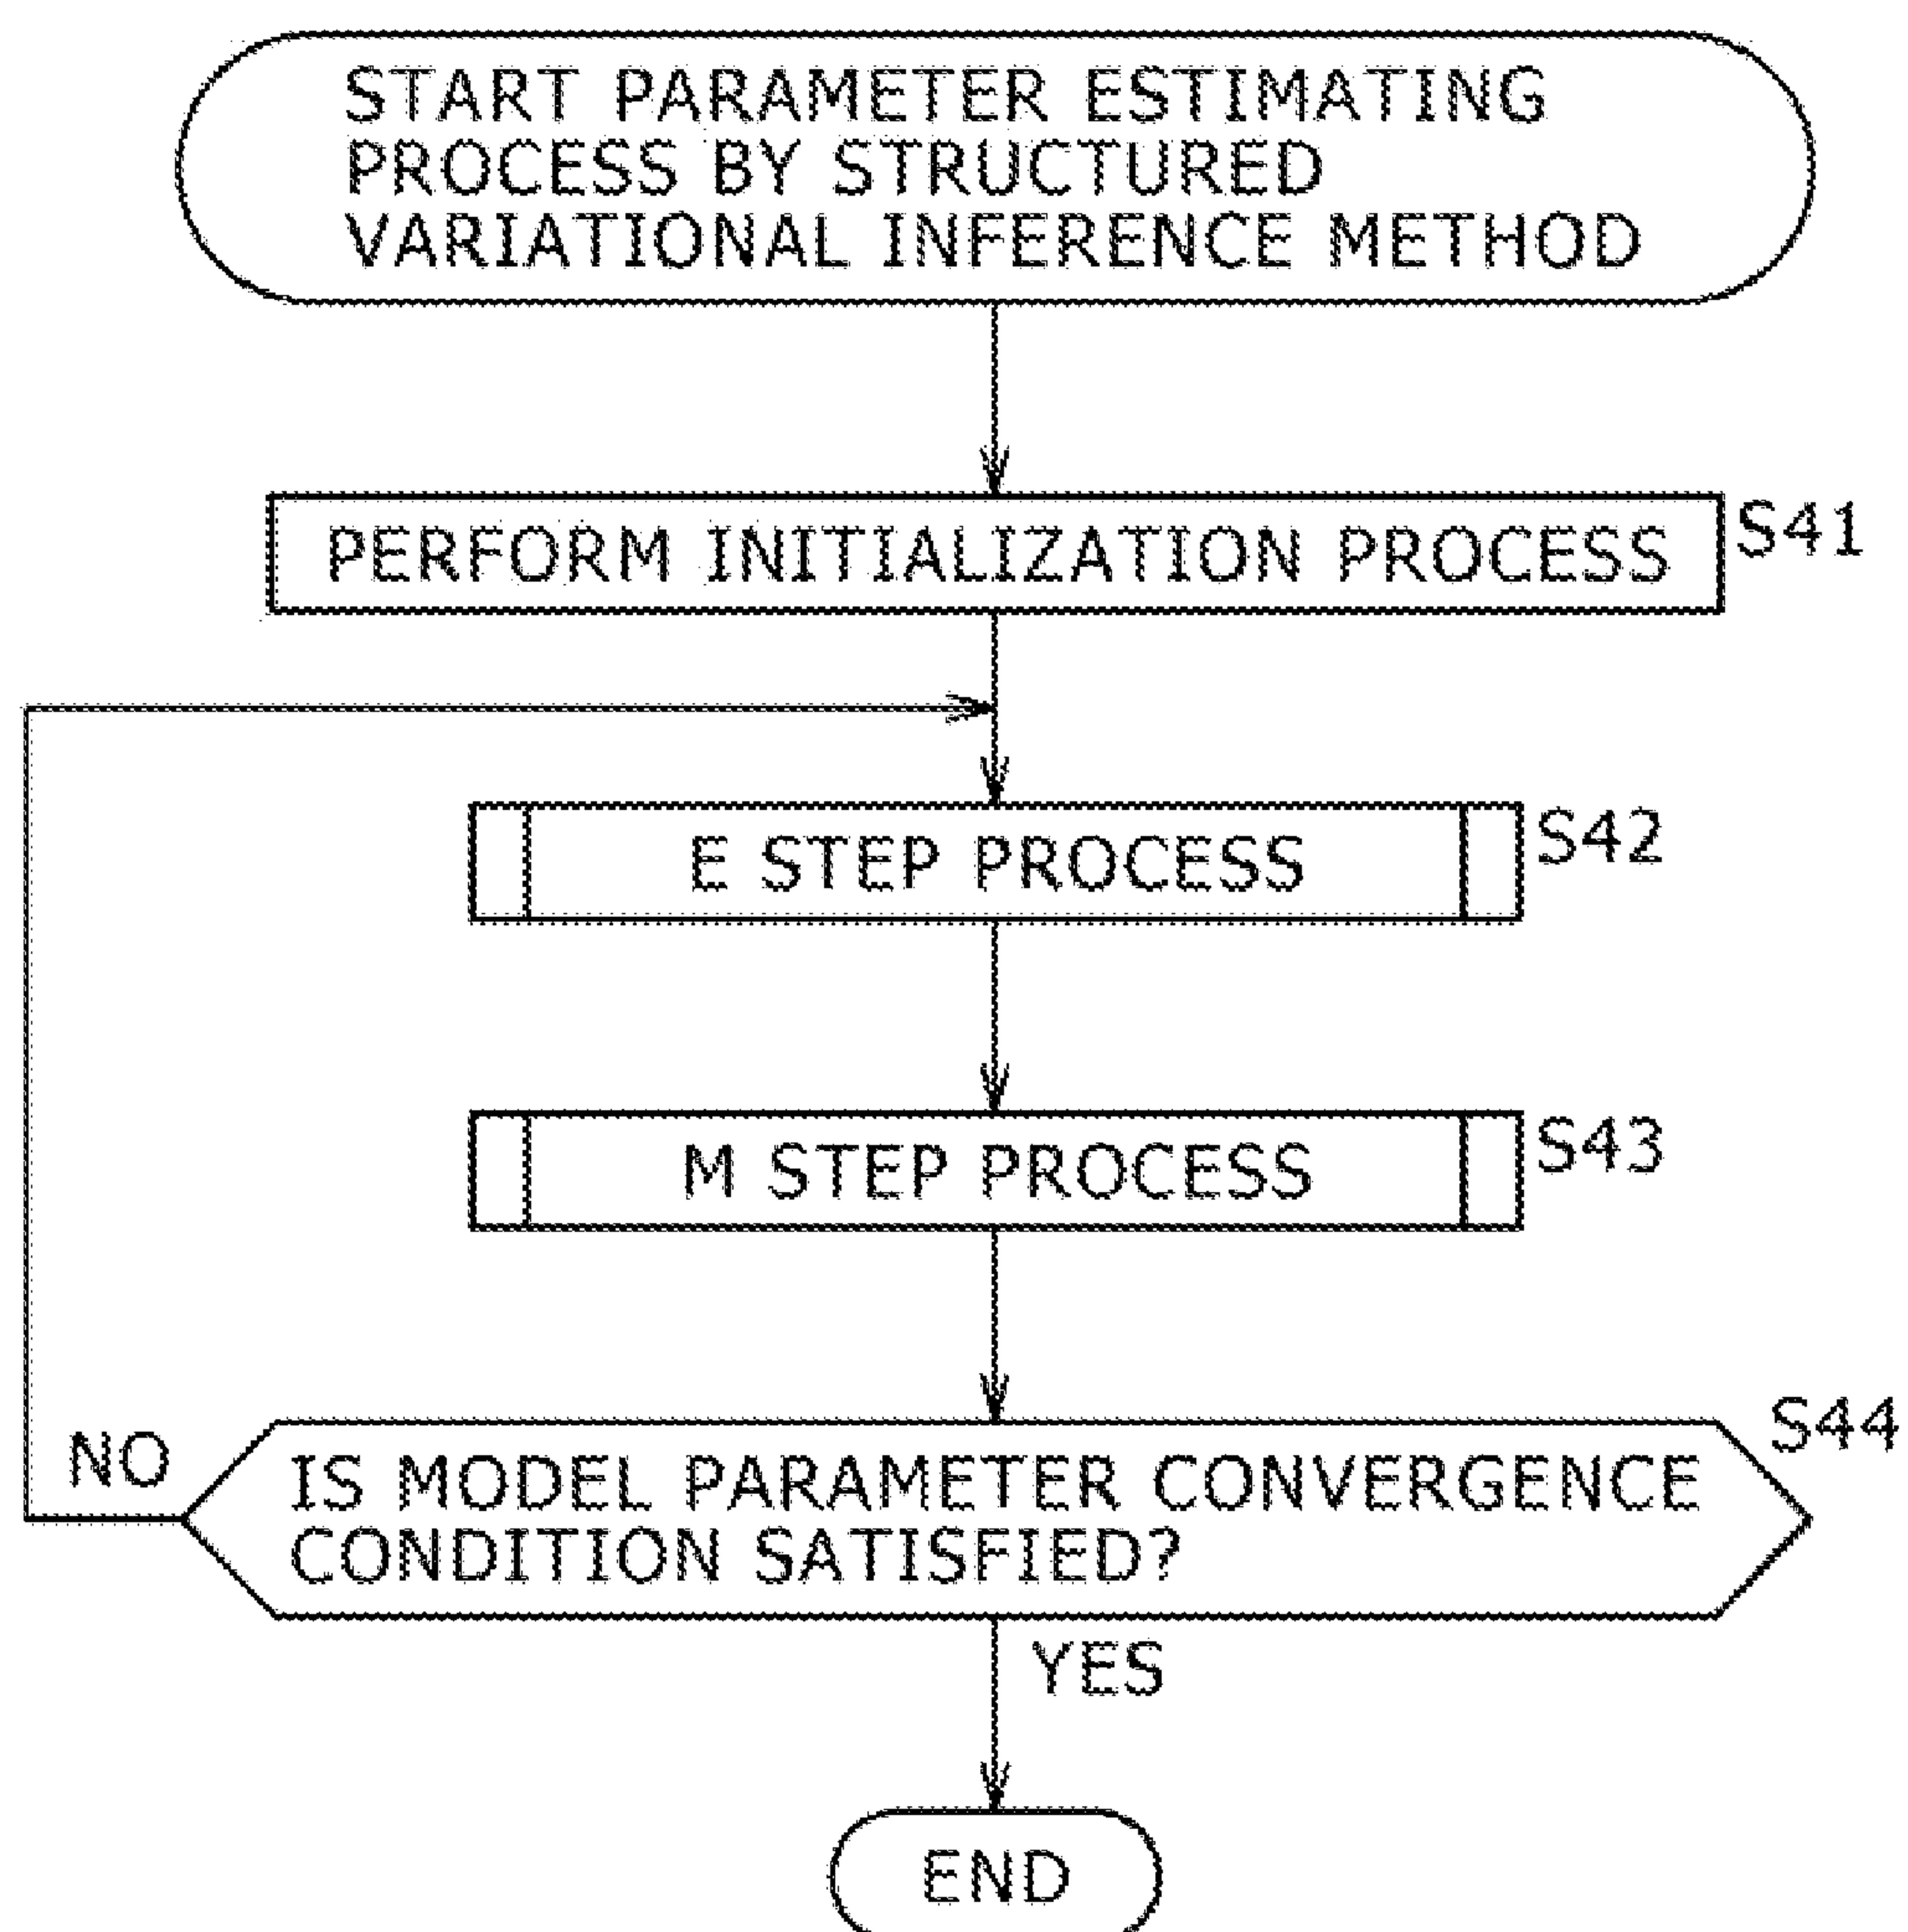 START PARAMETER ESTIMATING
PROCESS BY STRUCTURED
VARIATIONAL INFERENCE METHOD
PERFORM INITIALIZATION PROCESS
S41
E STEP PROCESS
S42
M STEP PROCESS
S43
IS MODEL PARAMETER CONVERGENCE
CONDITION SATISFIED?
S44
NO
YES
END